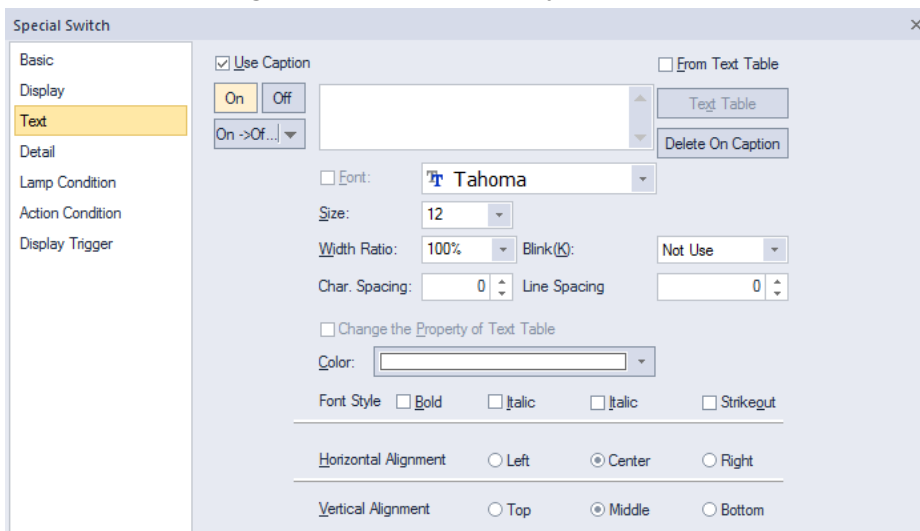 Special Switch
Basic
Display
Text
Detail
Lamp Condition
Action Condition
Display Trigger
Use Caption
From Text Table
On Off
Text Table
On ->Of...
Delete On Caption
Font: Tahoma
Size: 12
Width Ratio: 100% Blink(K): Not Use
Char. Spacing: 0 Line Spacing 0
Change the Property of Text Table
Color:
Font Style Bold Italic Italic Strikeout
Horizontal Alignment Left Center Right
Vertical Alignment Top Middle Bottom